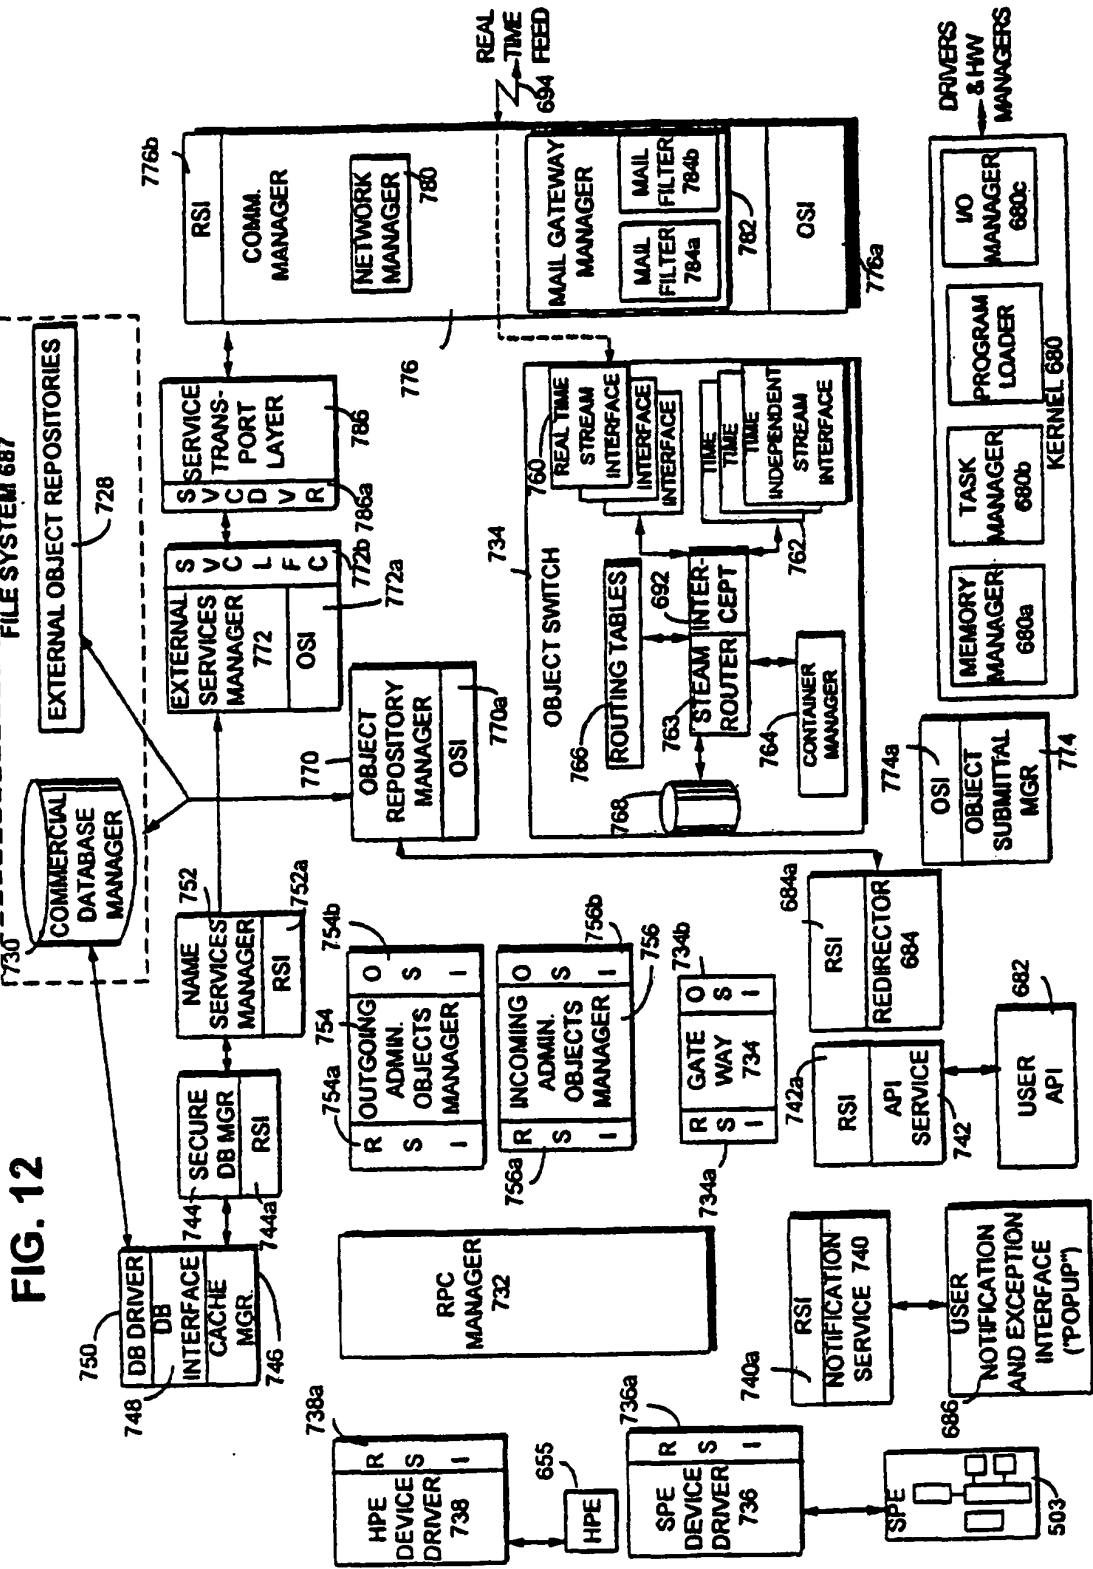 FIG. 12
FILE SYSTEM 687
730
COMMERCIAL
DATABASE
MANAGER
EXTERNAL OBJECT REPOSITORIES
728
750
DB DRIVER
DB
INTERFACE
CACHE
MGR.
748
746
744
SECURE
DB MGR
RSI
744a
NAME
SERVICES
MANAGER
RSI
752
752a
EXTERNAL
SERVICES
MANAGER
772
OSI
S
V
C
L
F
C
772b
772a
S
V
C
D
V
R
SERVICE
TRANS-
PORT
LAYER
786
786a
776b
RSI
COMM.
MANAGER
NETWORK
MANAGER
780
776
MAIL GATEWAY
MANAGER
MAIL
FILTER
784a
MAIL
FILTER
784b
782
OSI
776a
REAL
TIME
FEED
694
738a
HPE
DEVICE
DRIVER
738
R
S
I
655
HPE
736a
SPE
DEVICE
DRIVER
736
R
S
I
SPE
503
RPC
MANAGER
732
754a
754
754b
R
S
I
OUTGOING
ADMIN.
OBJECTS
MANAGER
O
S
I
756a
R
S
I
INCOMING
ADMIN.
OBJECTS
MANAGER
O
S
I
756b
756
734a
R
S
I
GATE
WAY
734
O
S
I
734b
770
OBJECT
REPOSITORY
MANAGER
OSI
770a
734
OBJECT SWITCH
766
ROUTING TABLES
692
763
STEAM
ROUTER
INTER-
CEPT
764
CONTAINER
MANAGER
768
760
REAL TIME
STREAM
INTERFACE
INTERFACE
INTERFACE
TIME
TIME
TIME
INDEPENDENT
STREAM
INTERFACE
762
740a
RSI
NOTIFICATION
SERVICE 740
686
USER
NOTIFICATION
AND EXCEPTION
INTERFACE
("POPUP")
742a
RSI
API
SERVICE
742
USER
API
682
684a
RSI
REDIRECTOR
684
774a
OSI
OBJECT
SUBMITTAL
MGR
774
MEMORY
MANAGER
680a
TASK
MANAGER
680b
PROGRAM
LOADER
I/O
MANAGER
680c
KERNEL 680
DRIVERS
& H/W
MANAGERS